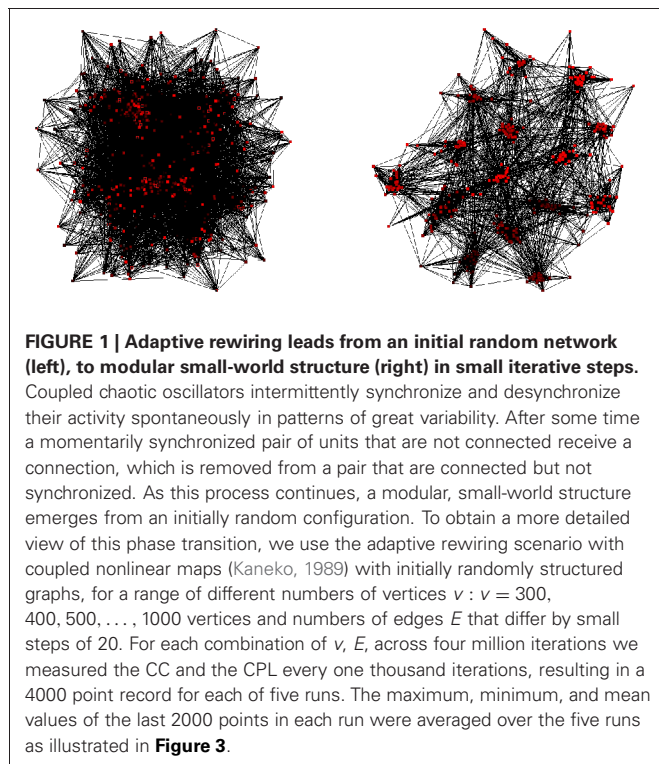 FIGURE 1 | Adaptive rewiring leads from an initial random network
(left), to modular small-world structure (right) in small iterative steps.
Coupled chaotic oscillators intermittently synchronize and desynchronize
their activity spontaneously in patterns of great variability. After some time
a momentarily synchronized pair of units that are not connected receive a
connection, which is removed from a pair that are connected but not
synchronized. As this process continues, a modular, small-world structure
emerges from an initially random configuration. To obtain a more detailed
view of this phase transition, we use the adaptive rewiring scenario with
coupled nonlinear maps (Kaneko, 1989) with initially randomly structured
graphs, for a range of different numbers of vertices v : v = 300,
400, 500, . . . , 1000 vertices and numbers of edges E that differ by small
steps of 20. For each combination of v, E, across four million iterations we
measured the CC and the CPL every one thousand iterations, resulting in a
4000 point record for each of five runs. The maximum, minimum, and mean
values of the last 2000 points in each run were averaged over the five runs
as illustrated in Figure 3.